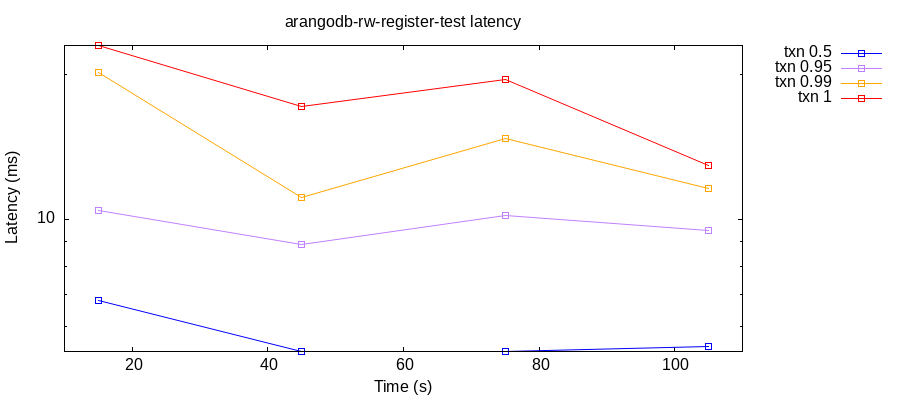 arangodb-rw-register-test latency
txn 0.5
txn 0.95
txn 0.99
txn 1
Latency (ms)
10
20
40
60
80
100
Time (s)